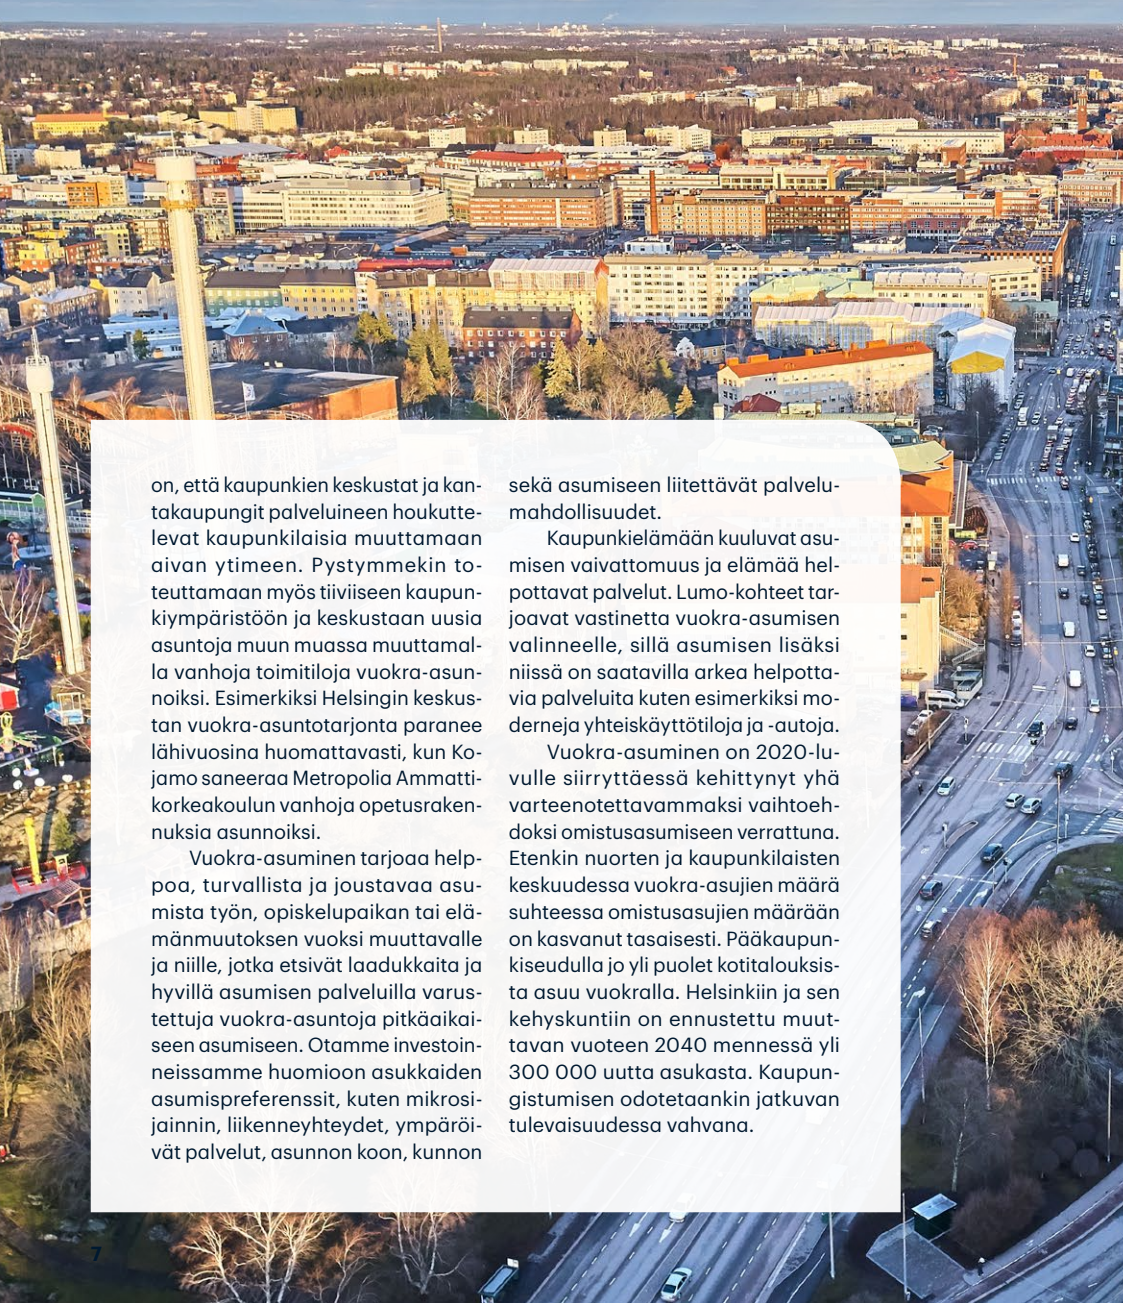 on, että kaupunkien keskustat ja kan-
takaupungit palveluineen houkutte-
levat kaupunkilaisia muuttamaan
aivan ytimeen. Pystymmekin to-
teuttamaan myös tiiviiseen kaupun-
kiympäristöön ja keskustaan uusia
asuntoja muun muassa muuttamal-
la vanhoja toimitiloja vuokra-asun-
noiksi. Esimerkiksi Helsingin keskus-
tan vuokra-asuntotarjonta paranee
lähivuosina huomattavasti, kun Ko-
jamo saneeraa Metropolia Ammatti-
korkeakoulun vanhoja opetusraken-
nuksia asunnoiksi.
Vuokra-asuminen tarjoaa help-
poa, turvallista ja joustavaa asu-
mista työn, opiskelupaikan tai elä-
mänmuutoksen vuoksi muuttavalle
ja niille, jotka etsivät laadukkaita ja
hyvillä asumisen palveluilla varus-
tettuja vuokra-asuntoja pitkäaikai-
seen asumiseen. Otamme investoin-
neissamme huomioon asukkaiden
asumispreferenssit, kuten mikrosi-
jainnin, liikenneyhteydet, ympäröi-
vät palvelut, asunnon koon, kunnon
sekä asumiseen liitettävät palvelu-
mahdollisuudet.
Kaupunkielämään kuuluvat asu-
misen vaivattomuus ja elämää hel-
pottavat palvelut. Lumo-kohteet tar-
joavat vastinetta vuokra-asumisen
valinneelle, sillä asumisen lisäksi
niissä on saatavilla arkea helpotta-
via palveluita kuten esimerkiksi mo-
derneja yhteiskäyttötiloja ja -autoja.
Vuokra-asuminen on 2020-lu-
vulle siirryttäessä kehittynyt yhä
varteenotettavammaksi vaihtoeh-
doksi omistusasumiseen verrattuna.
Etenkin nuorten ja kaupunkilaisten
keskuudessa vuokra-asujien määrä
suhteessa omistusasujien määrään
on kasvanut tasaisesti. Pääkaupun-
kiseudulla jo yli puolet kotitalouksis-
ta asuu vuokralla. Helsinkiin ja sen
kehyskuntiin on ennustettu muut-
tavan vuoteen 2040 mennessä yli
300 000 uutta asukasta. Kaupun-
gistumisen odotetaankin jatkuvan
tulevaisuudessa vahvana.
7